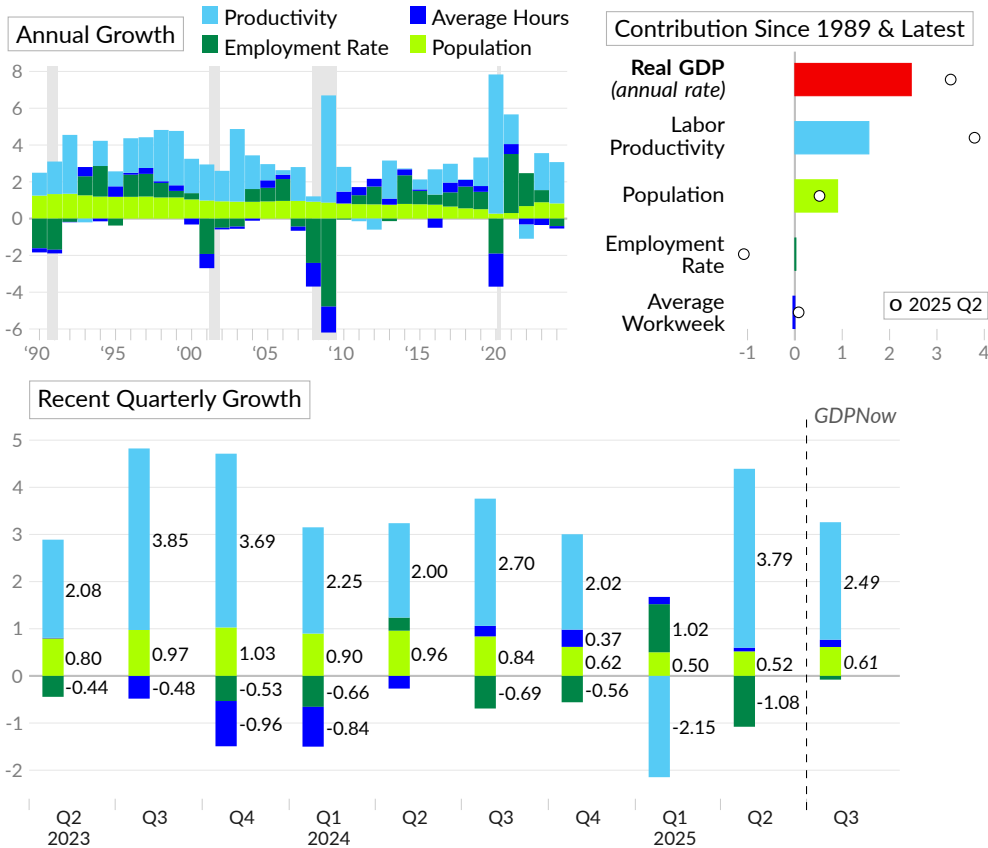 Annual Growth
Productivity
Average Hours
Employment Rate
Population
8
6
4
2
0
-2
-4
-6
'90
'95
'00
'05
'10
'15
'20
Contribution Since 1989 & Latest
Real GDP
(annual rate)
Labor
Productivity
Population
Employment
Rate
Average
Workweek
2025 Q2
-1
0
1
2
3
4
Recent Quarterly Growth
GDPNow
5
4
3
2
1
0
-1
-2
2.08
0.80
-0.44
3.85
0.97
-0.48
3.69
1.03
-0.53
-0.96
2.25
0.90
-0.66
-0.84
2.00
0.96
2.70
0.84
-0.69
2.02
0.37
0.62
-0.56
1.02
0.50
-2.15
3.79
0.52
-1.08
2.49
0.61
Q2
2023
Q3
Q4
Q1
2024
Q2
Q3
Q4
Q1
2025
Q2
Q3